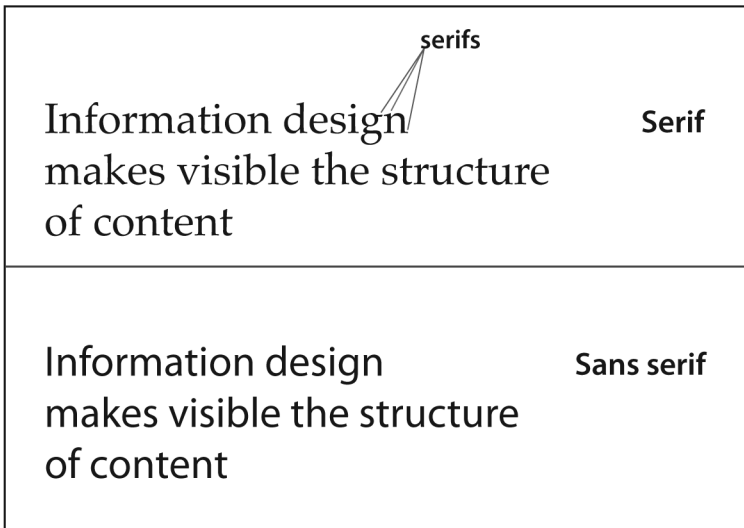 serifs
Information design
makes visible the structure
of content
Serif
Information design
makes visible the structure
of content
Sans serif